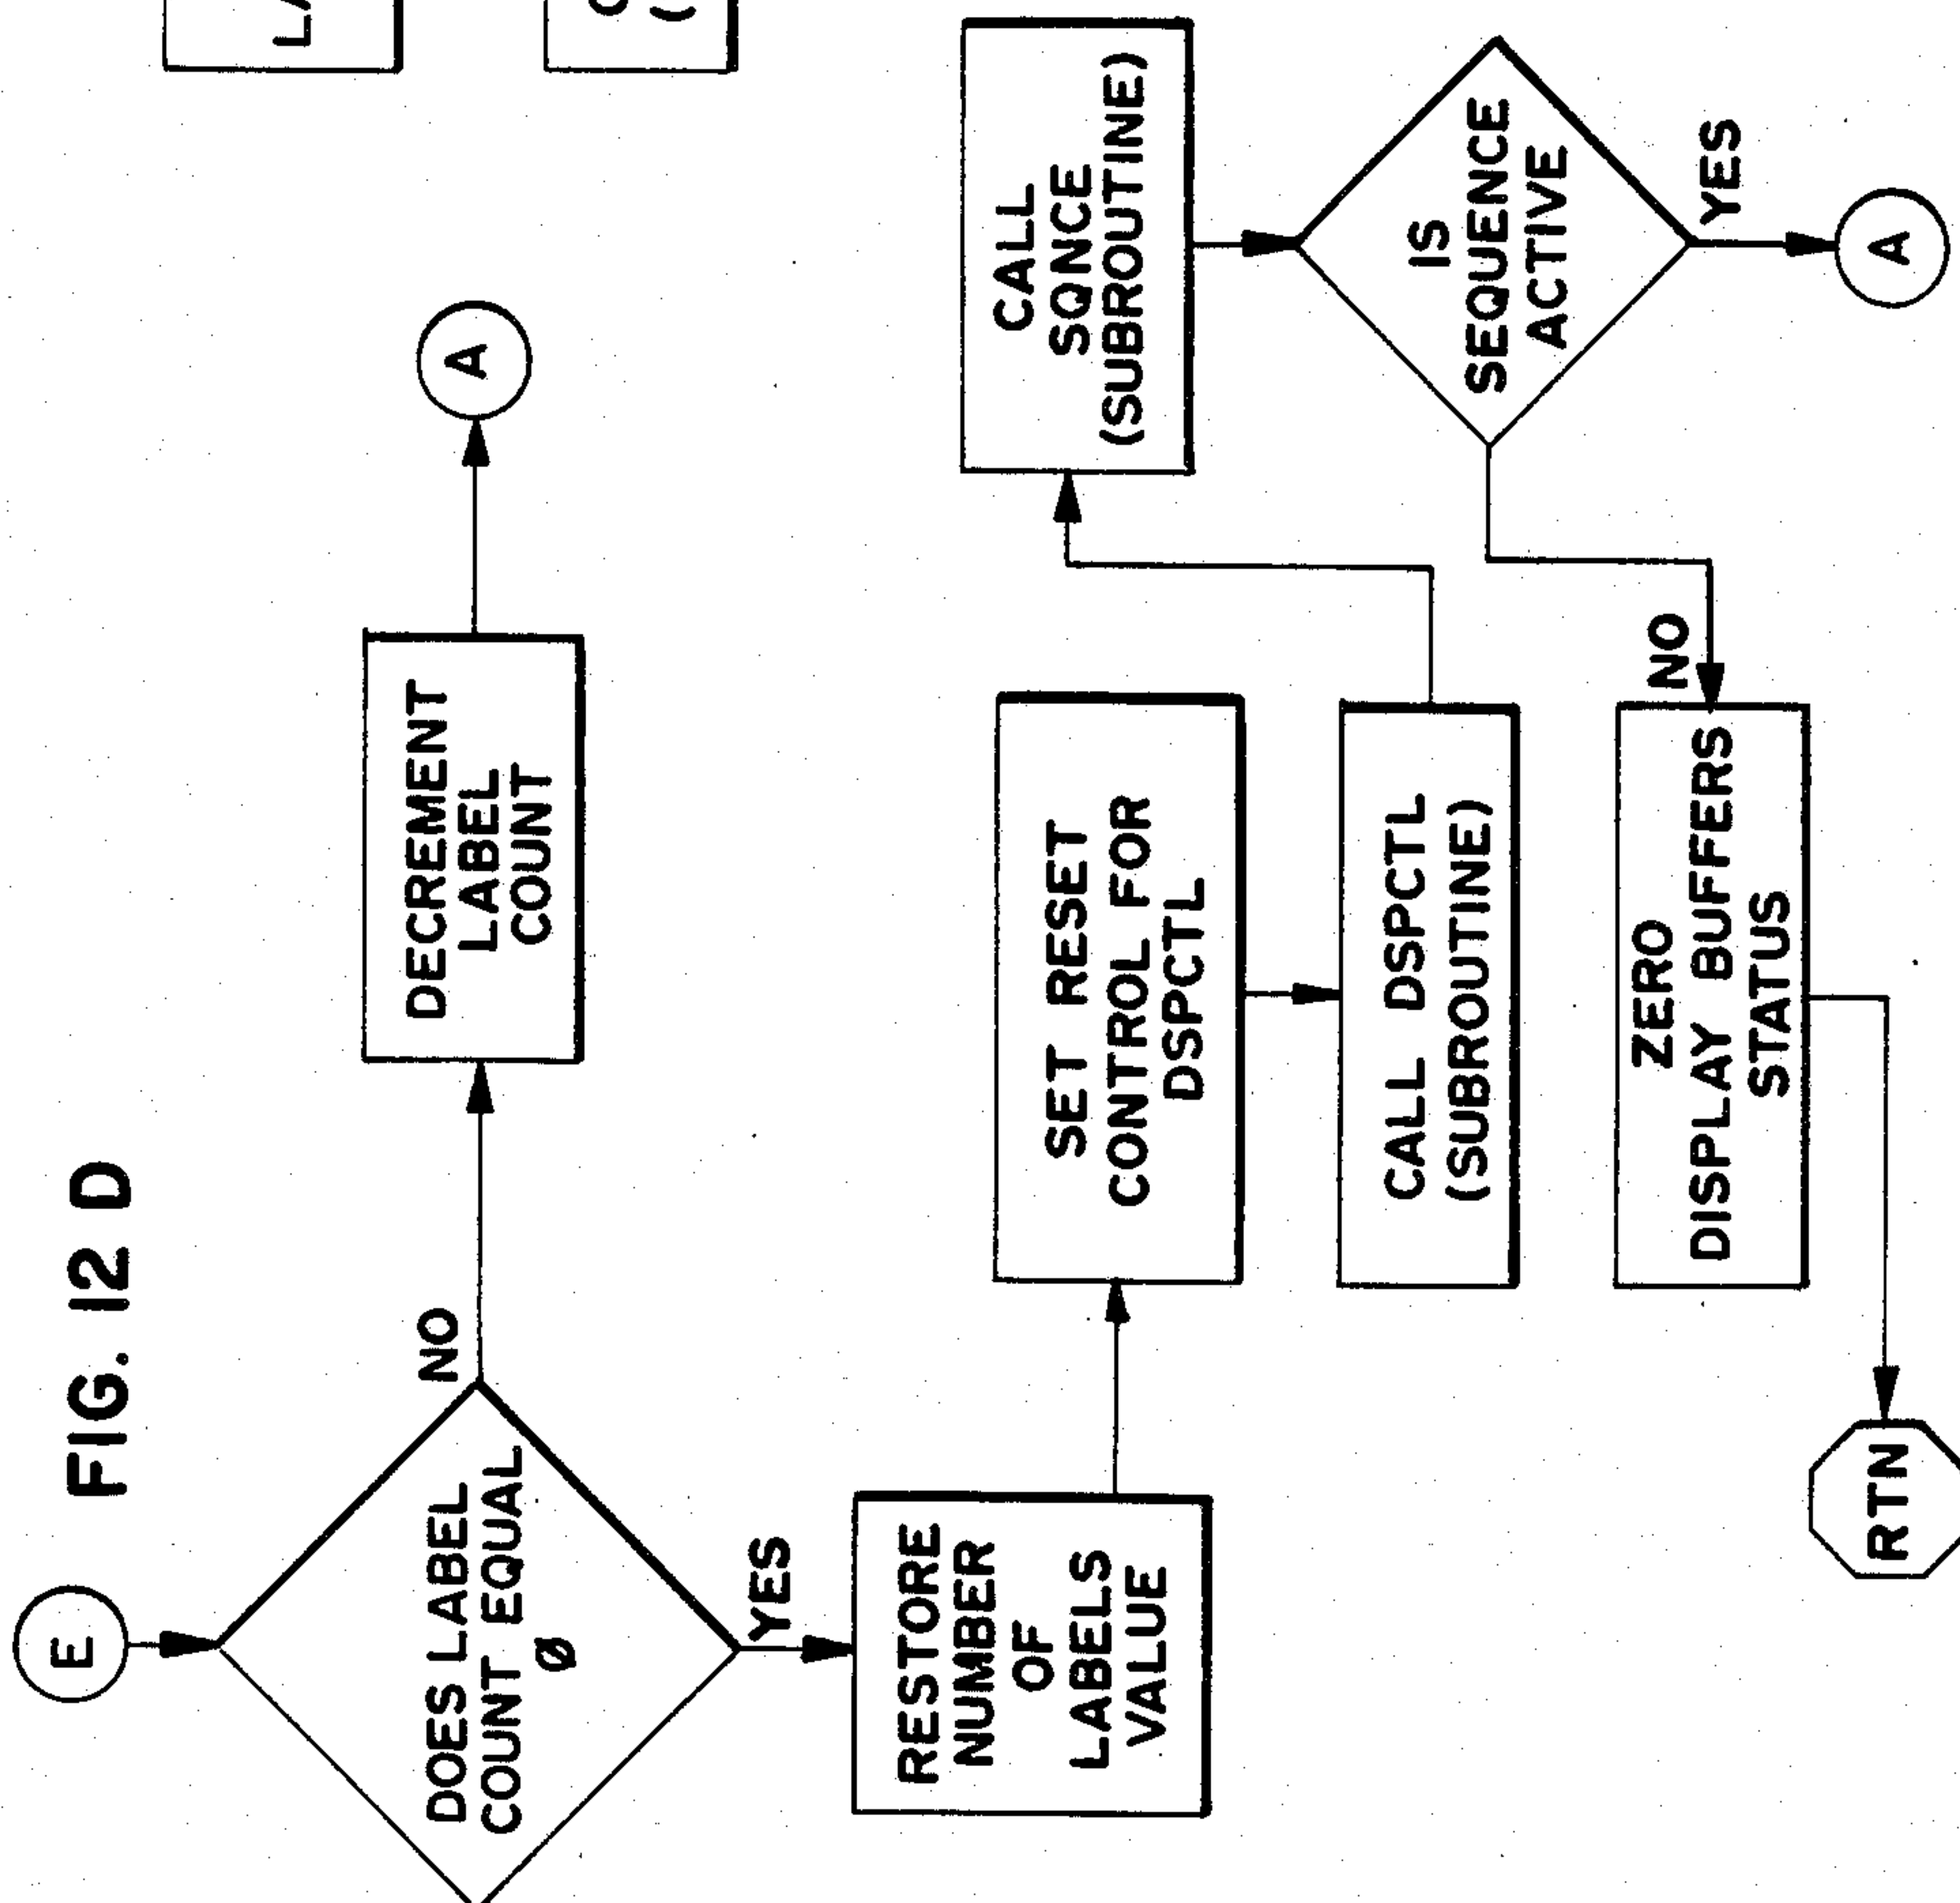 FIG. 12 D
E
DOES LABEL
COUNT EQUAL
Ø
NO
DECREMENT
LABEL
COUNT
A
YES
RESTORE
NUMBER
OF
LABELS
VALUE
SET RESET
CONTROL FOR
DSPCTL
CALL DSPCTL
(SUBROUTINE)
CALL
SQNCE
(SUBROUTINE)
IS
SEQUENCE
ACTIVE
YES
A
NO
ZERO
DISPLAY BUFFERS
STATUS
RTN